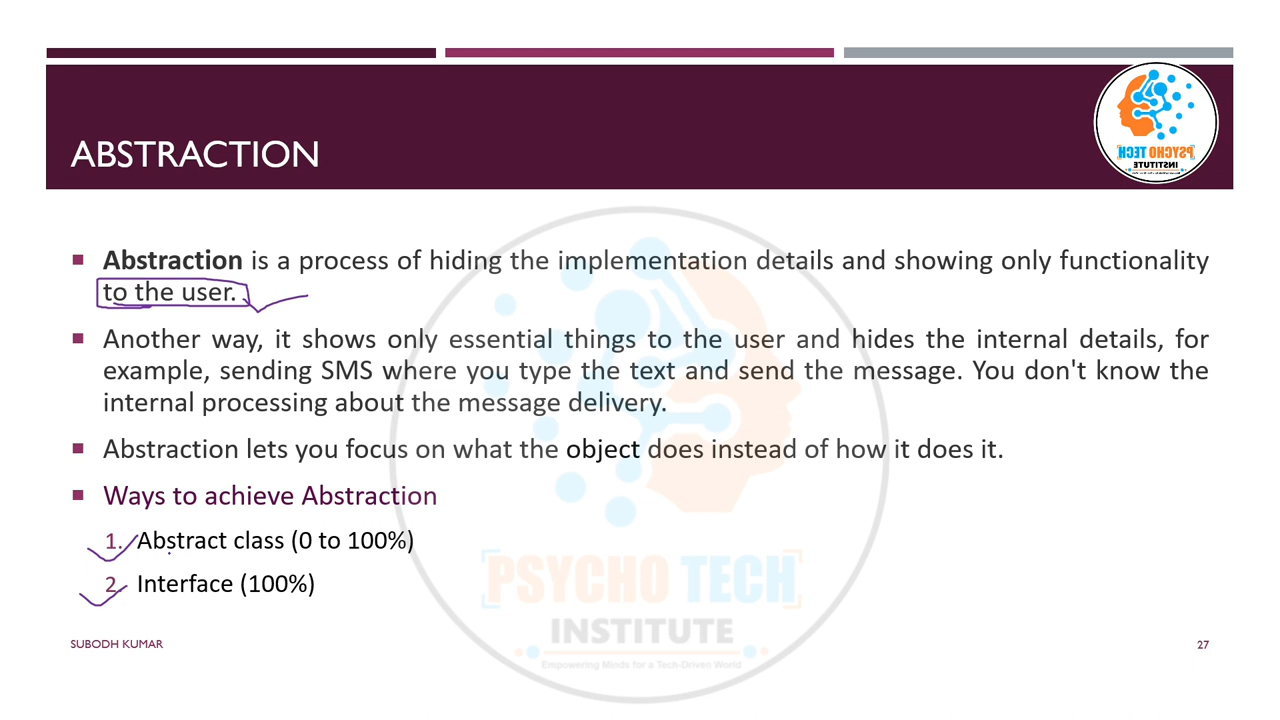 ABSTRACTION
PSYCHO TECH
INSTITUTE
Abstraction is a process of hiding the implementation details and showing only functionality
to the user.
Another way, it shows only essential things to the user and hides the internal details, for
example, sending SMS where you type the text and send the message. You don't know the
internal processing about the message delivery.
Abstraction lets you focus on what the object does instead of how it does it.
Ways to achieve Abstraction
1. Abstract class (0 to 100%)
2. Interface (100%)
PSYCHO TECH
INSTITUTE
Empowering Minds for a Tech-Driven World
SUBODH KUMAR
27